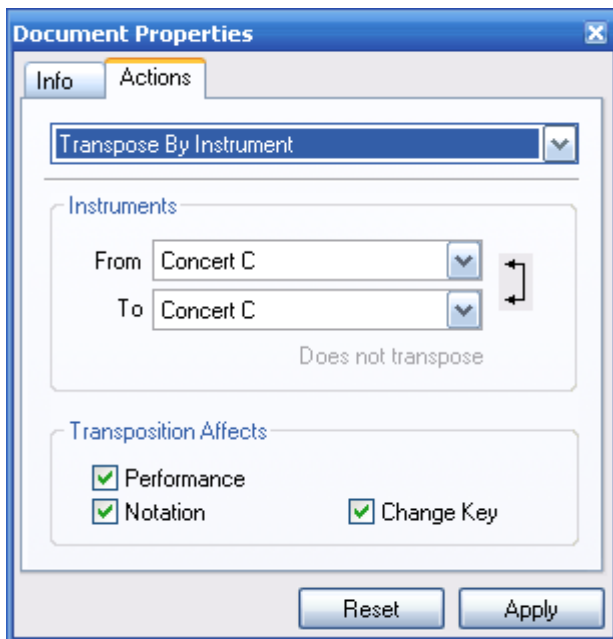 Document Properties
Info
Actions
Transpose By Instrument
Instruments
From Concert C
To Concert C
Does not transpose
Transposition Affects
Performance
Notation Change Key
Reset Apply